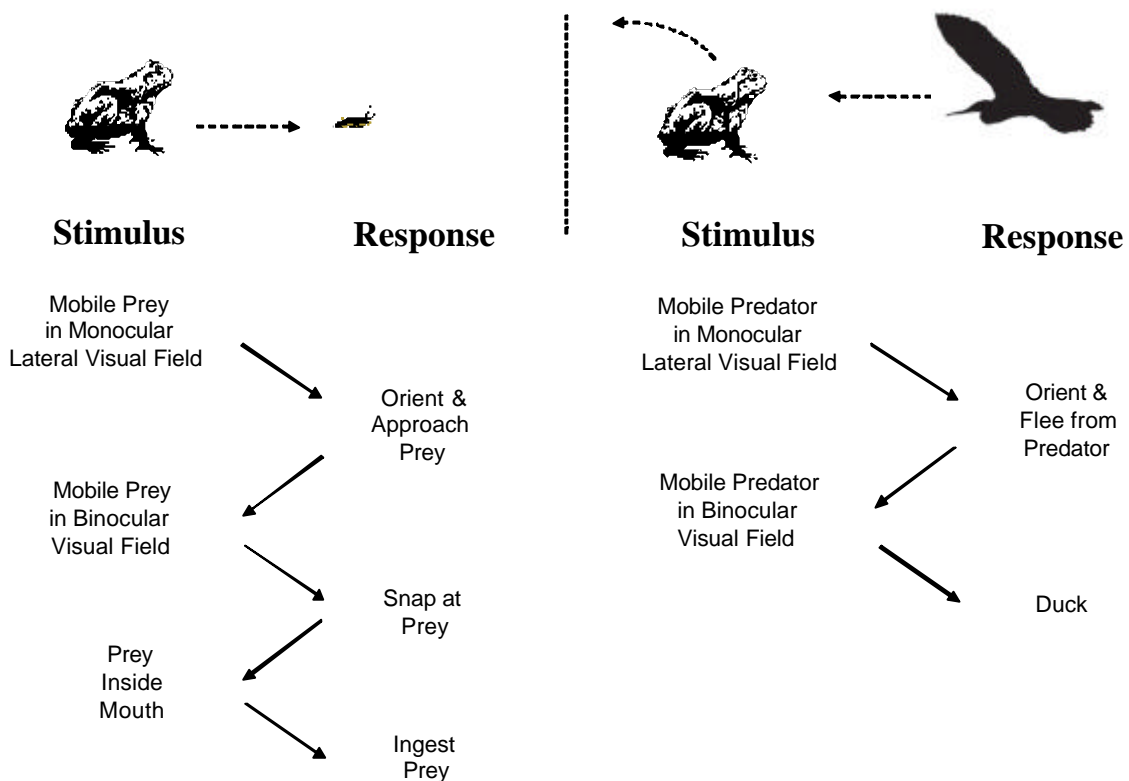 Stimulus
Response
Mobile Prey
in Monocular
Lateral Visual Field
Orient &
Approach
Prey
Mobile Prey
in Binocular
Visual Field
Snap at
Prey
Prey
Inside
Mouth
Ingest
Prey
Stimulus
Response
Mobile Predator
in Monocular
Lateral Visual Field
Orient &
Flee from
Predator
Mobile Predator
in Binocular
Visual Field
Duck